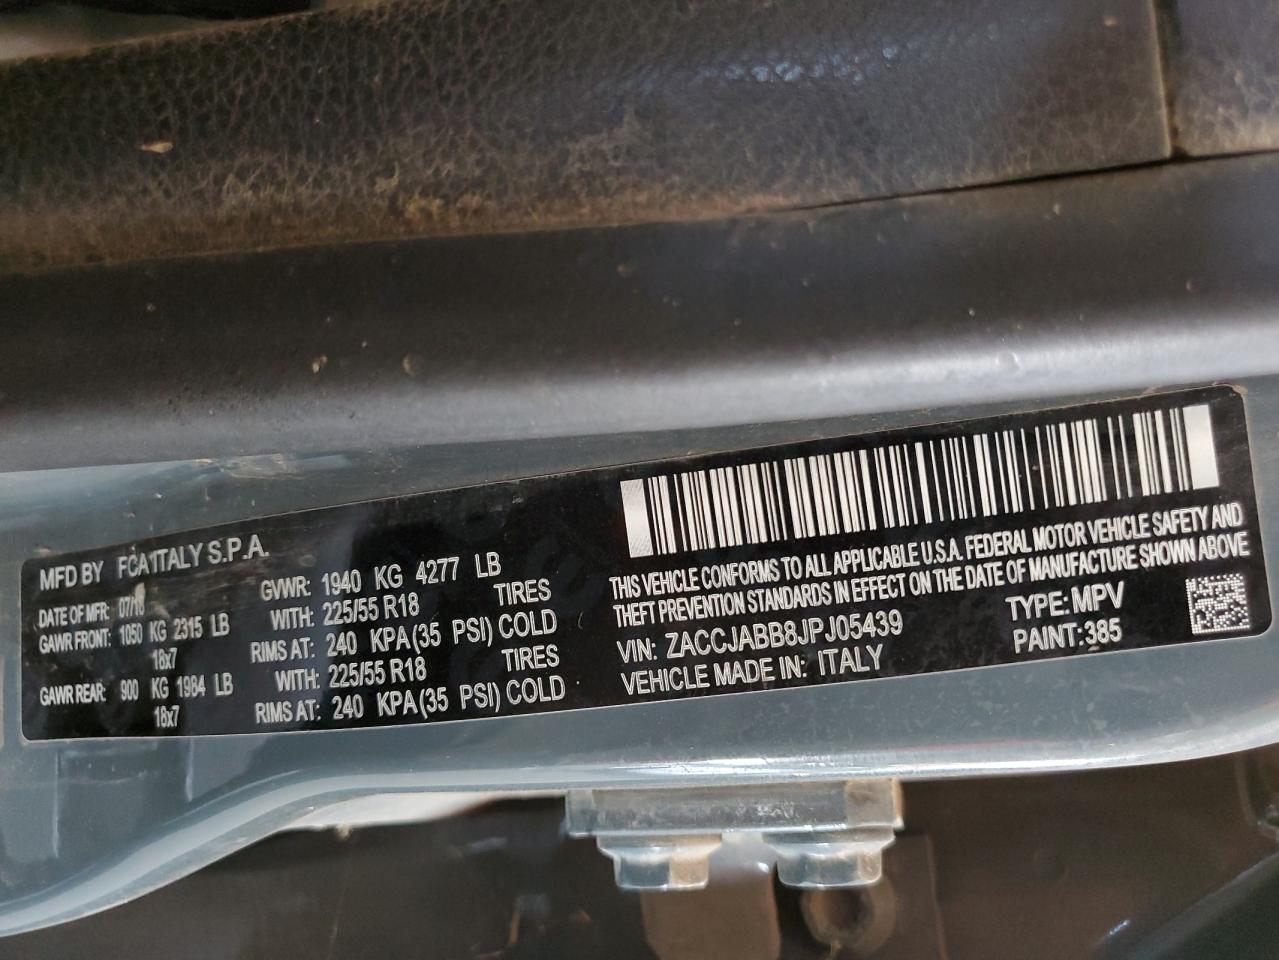 MFD BY FCA ITALY S.P.A.
DATE OF MFR: 07/18 GVWR: 1940 KG 4277 LB
GAWR FRONT: 1050 KG 2315 LB WITH: 225/55 R18 TIRES
18x7 RIMS AT: 240 KPA(35 PSI) COLD
GAWR REAR: 900 KG 1984 LB WITH: 225/55 R18 TIRES
18x7 RIMS AT: 240 KPA(35 PSI) COLD
THIS VEHICLE CONFORMS TO ALL APPLICABLE U.S.A. FEDERAL MOTOR VEHICLE SAFETY AND
THEFT PREVENTION STANDARDS IN EFFECT ON THE DATE OF MANUFACTURE SHOWN ABOVE
VIN: ZACCJABB8JPJ05439 TYPE: MPV
VEHICLE MADE IN: ITALY PAINT: 385